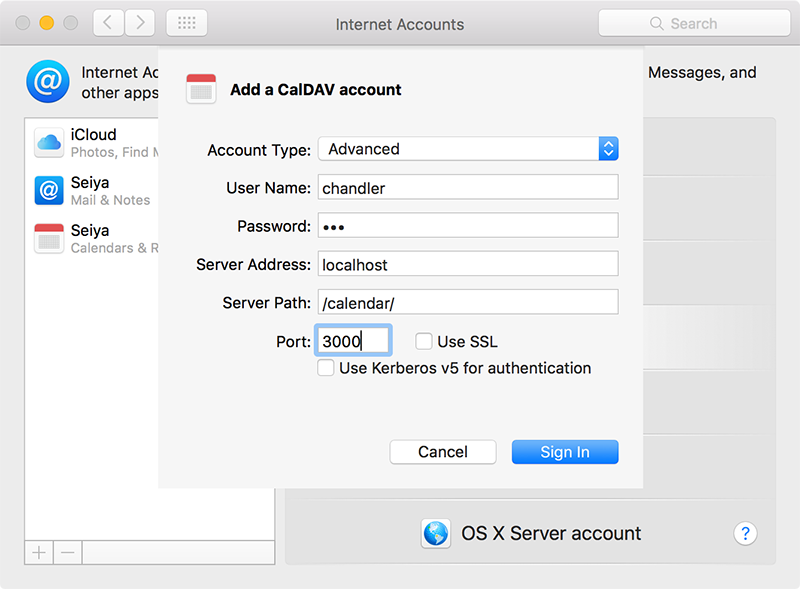 Internet Accounts
Search
Internet Ac
Messages, and
other apps
Add a CalDAV account
iCloud
Photos, Find M
Seiya
Mail & Notes
Seiya
Calendars & R
Account Type: Advanced
User Name: chandler
Password: •••
Server Address: localhost
Server Path: /calendar/
Port: 3000 Use SSL
Use Kerberos v5 for authentication
Cancel Sign In
OS X Server account
?